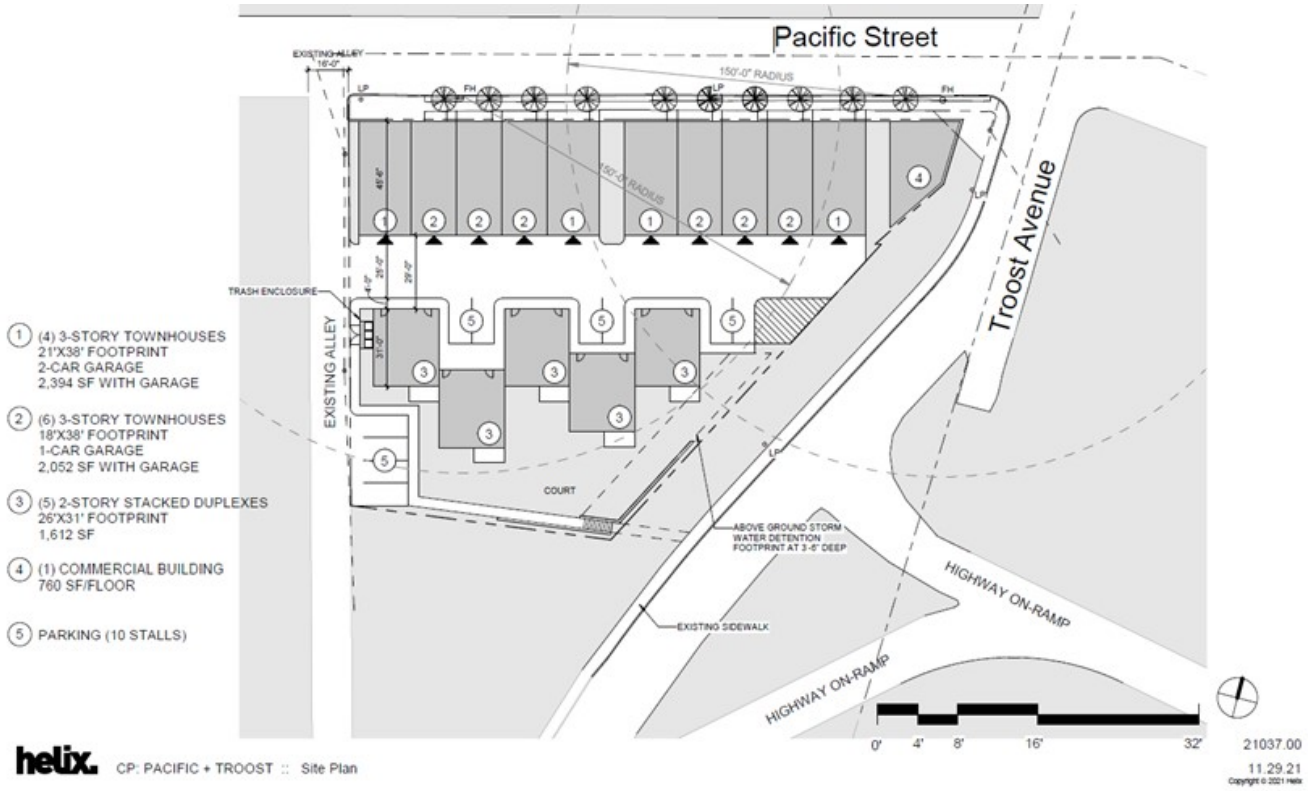 Pacific Street
EXISTING ALLEY
16'-0"
150'-0" RADIUS
LP
FH
LP
FH
150'-0" RADIUS
45'-6"
4
LP
1
2
2
2
1
1
2
2
2
1
Troost Avenue
25'-0"
29'-0"
4'-0"
TRASH ENCLOSURE
5
5
5
31'-0"
EXISTING ALLEY
3
3
3
3
3
5
LP
COURT
ABOVE GROUND STORM
WATER DETENTION
FOOTPRINT AT 3'-6" DEEP
EXISTING SIDEWALK
HIGHWAY ON-RAMP
HIGHWAY ON-RAMP
1 (4) 3-STORY TOWNHOUSES
21'X38' FOOTPRINT
2-CAR GARAGE
2,394 SF WITH GARAGE
2 (6) 3-STORY TOWNHOUSES
18'X38' FOOTPRINT
1-CAR GARAGE
2,052 SF WITH GARAGE
3 (5) 2-STORY STACKED DUPLEXES
26'X31' FOOTPRINT
1,612 SF
4 (1) COMMERCIAL BUILDING
760 SF/FLOOR
5 PARKING (10 STALLS)
0' 4' 8' 16' 32'
helix. CP: PACIFIC + TROOST :: Site Plan
21037.00
11.29.21
Copyright © 2021 Helix